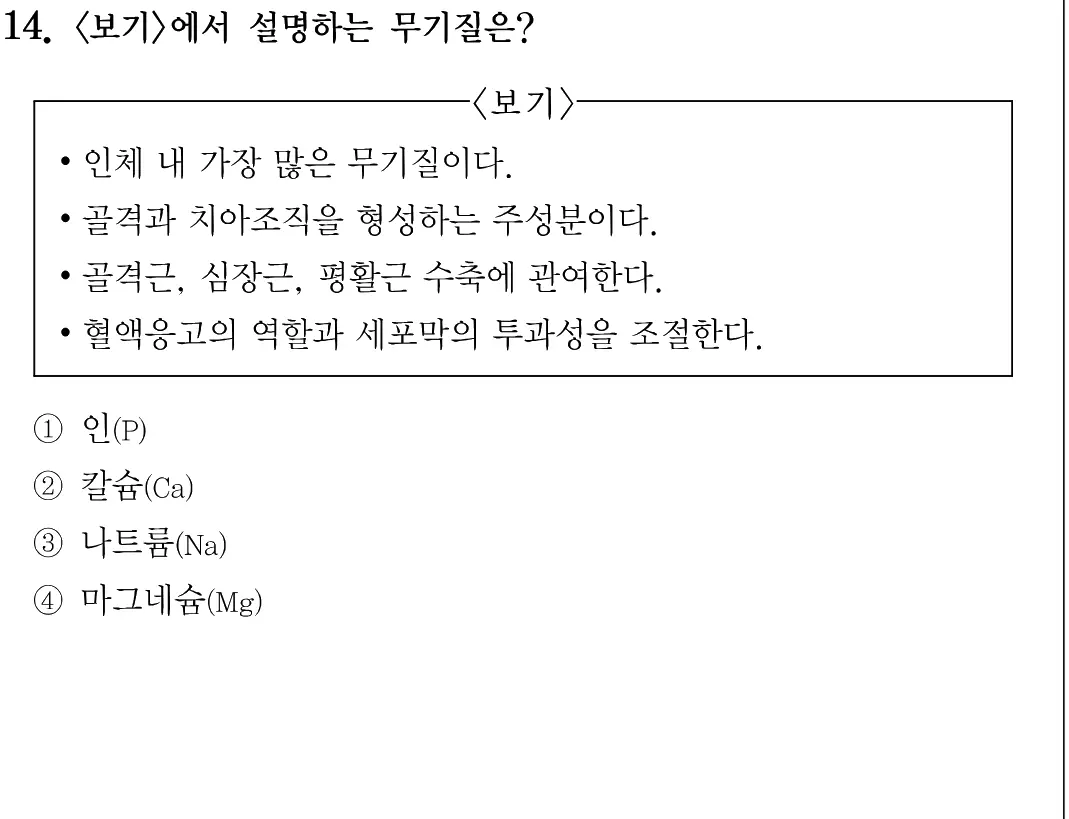 14. 〈보기〉에서 설명하는 무기질은?
〈보기〉
• 인체 내 가장 많은 무기질이다.
• 골격과 치아조직을 형성하는 주성분이다.
• 골격근, 심장근, 평활근 수축에 관여한다.
• 혈액응고의 역할과 세포막의 투과성을 조절한다.
① 인(P)
② 칼슘(Ca)
③ 나트륨(Na)
④ 마그네슘(Mg)